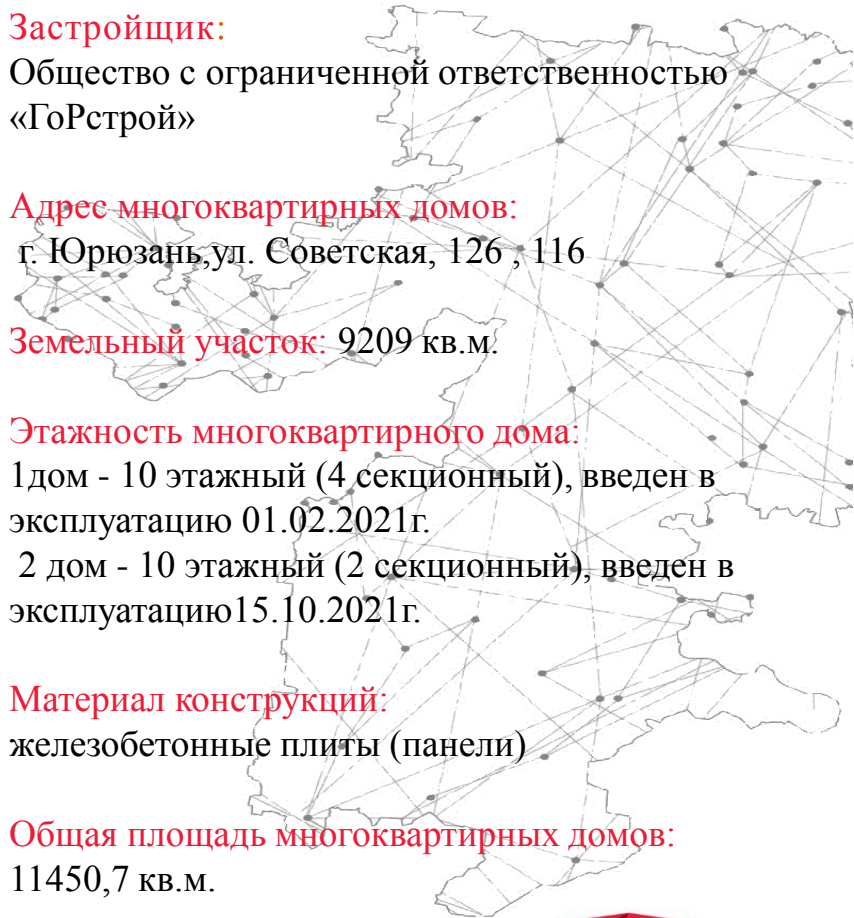 Застройщик:
Общество с ограниченной ответственностью
«ГоРстрой»
Адрес многоквартирных домов:
г. Юрюзань,ул. Советская, 126 , 116
Земельный участок: 9209 кв.м.
Этажность многоквартирного дома:
1дом - 10 этажный (4 секционный), введен в
эксплуатацию 01.02.2021г.
2 дом - 10 этажный (2 секционный), введен в
эксплуатацию15.10.2021г.
Материал конструкций:
железобетонные плиты (панели)
Общая площадь многоквартирных домов:
11450,7 кв.м.